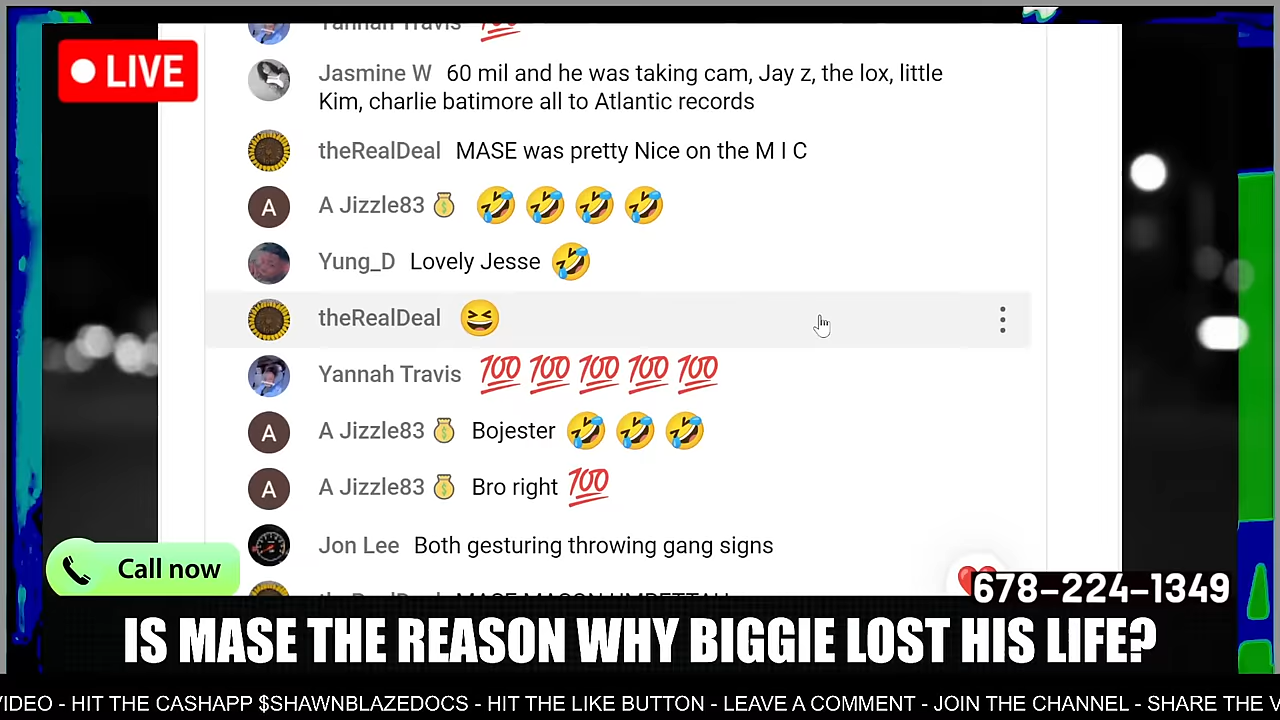 Yannah Travis 💯
LIVE
Jasmine W 60 mil and he was taking cam, Jay z, the lox, little
Kim, charlie batimore all to Atlantic records
theRealDeal MASE was pretty Nice on the M I C
A A Jizzle83💰 🤣🤣🤣🤣
Yung_D Lovely Jesse 🤣
theRealDeal 😆
Yannah Travis 💯💯💯💯💯
A A Jizzle83💰 Bojester 🤣🤣🤣
A A Jizzle83💰 Bro right 💯
Jon Lee Both gesturing throwing gang signs
Call now
678-224-1349
IS MASE THE REASON WHY BIGGIE LOST HIS LIFE?
VIDEO - HIT THE CASHAPP $SHAWNBLAZEDOCS - HIT THE LIKE BUTTON - LEAVE A COMMENT - JOIN THE CHANNEL - SHARE THE V